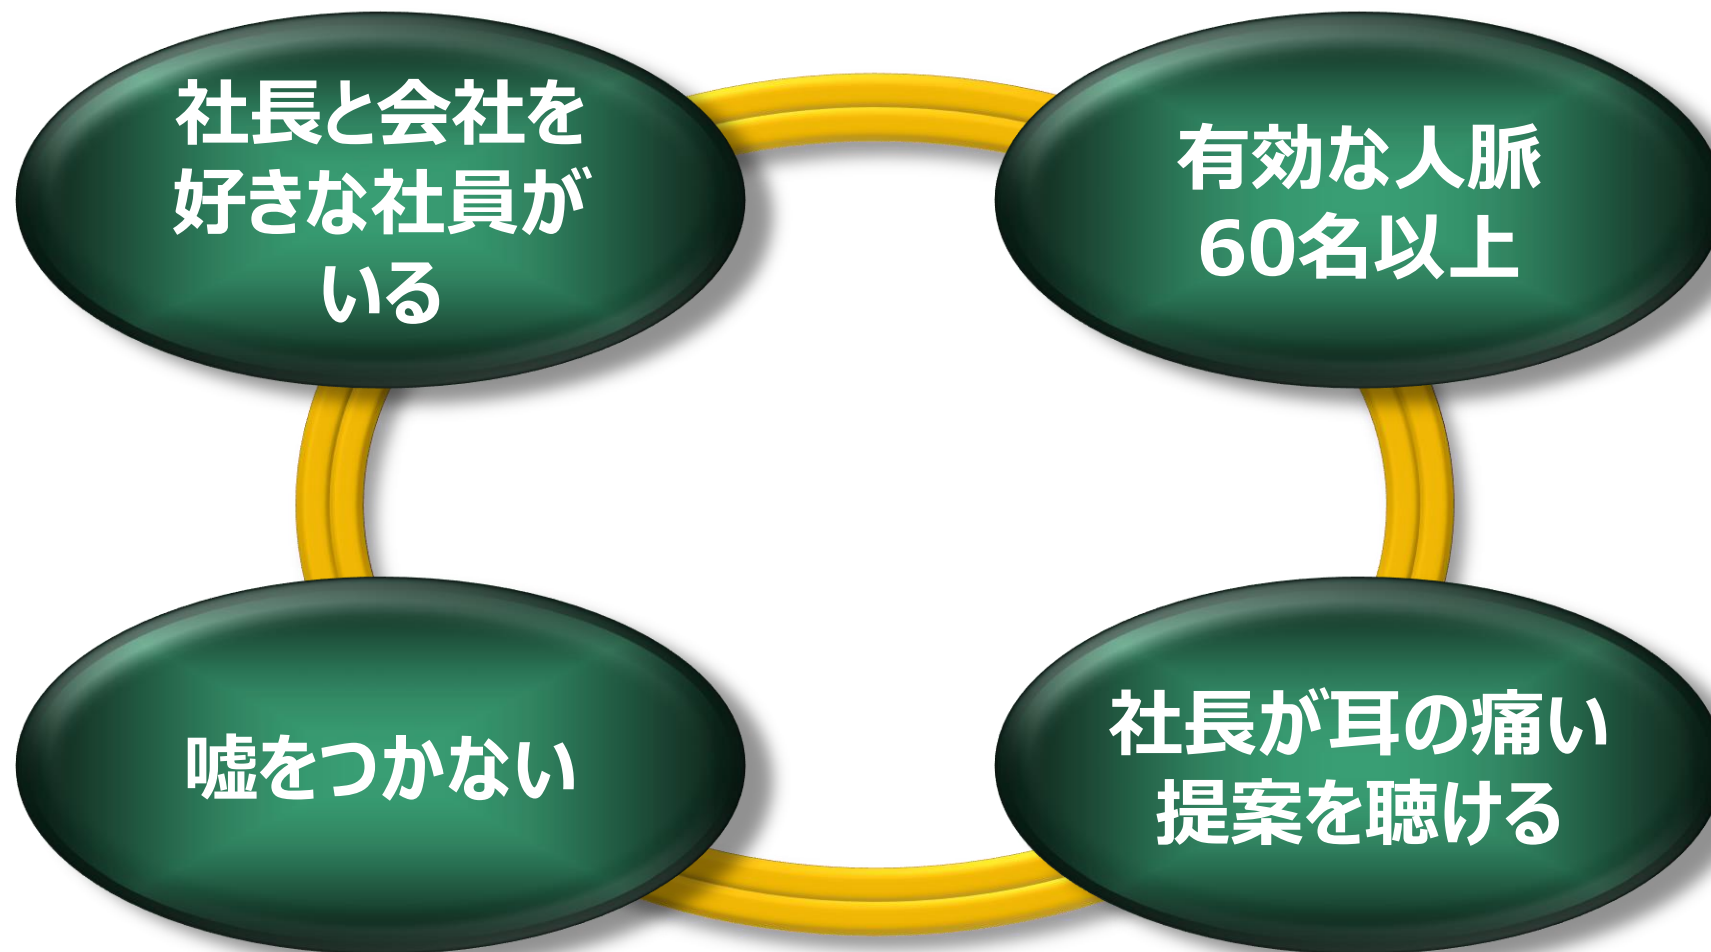 社長と会社を
好きな社員が
いる
有効な人脈
60名以上
嘘をつかない
社長が耳の痛い
提案を聴ける